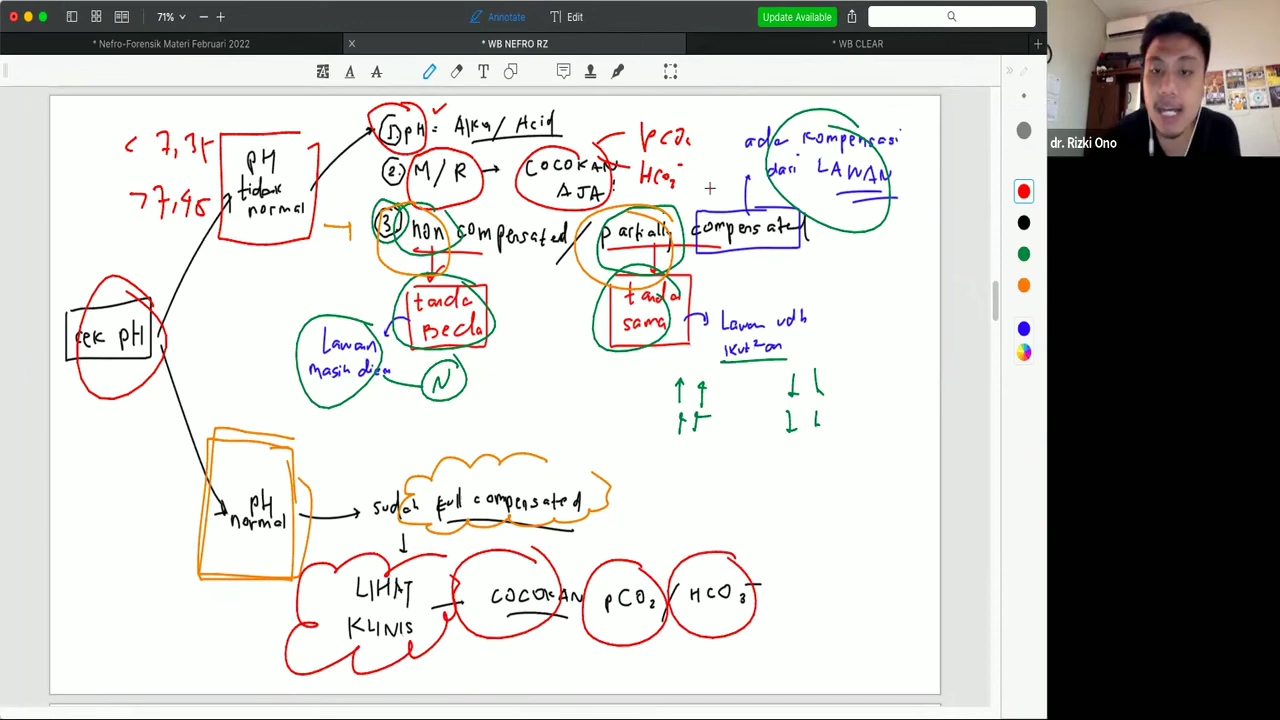 71%
Annotate
Edit
Update Available
* Nefro-Forensik Materi Februari 2022
* WB NEFRO RZ
* WB CLEAR
dr. Rizki Ono
< 7,35
> 7,45
pH
tidak
normal
1) pH = Alka / Acid
2. M / R → COCOKAN
AJA!
pCO2
HCO3-
ada kompensasi
dari LAWAN
3) non compensated / partially compensated
tanda
Beda
tanda
sama
Lawan
masih diem
N
Lawan udh
ikut²an
↑ ↑ ↓ ↓
↑ ↑ ↓ ↓
cek pH
pH
normal
→ sudah full compensated
↓
LIHAT
KLINIS
– COCOKAN pCO2 / HCO3-